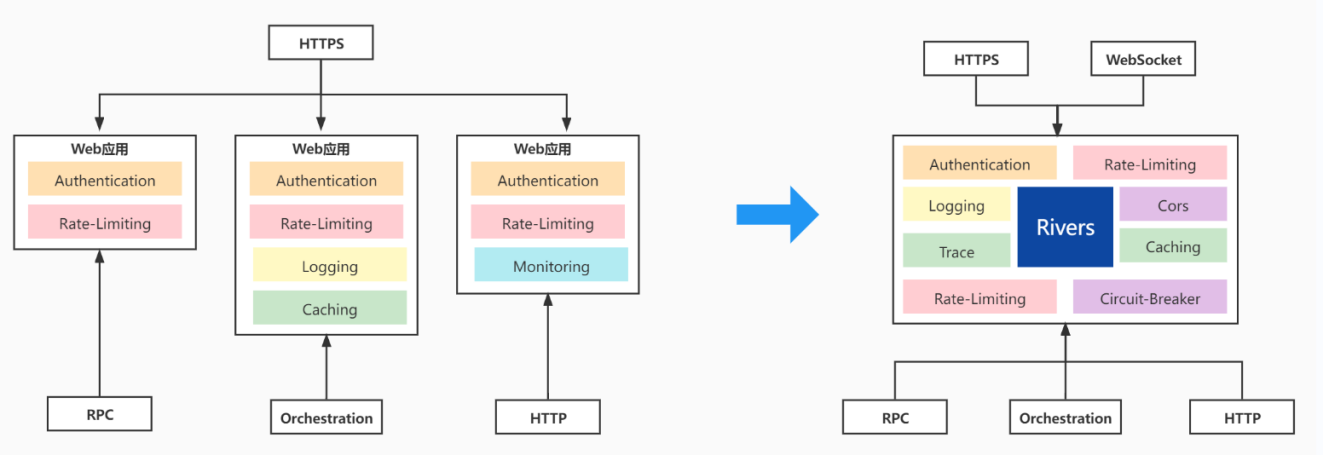 HTTPS
Web应用
Authentication
Rate-Limiting
RPC
Web应用
Authentication
Rate-Limiting
Logging
Caching
Orchestration
Web应用
Authentication
Rate-Limiting
Monitoring
HTTP
HTTPS
WebSocket
Authentication
Rate-Limiting
Logging
Rivers
Cors
Trace
Caching
Rate-Limiting
Circuit-Breaker
RPC
Orchestration
HTTP